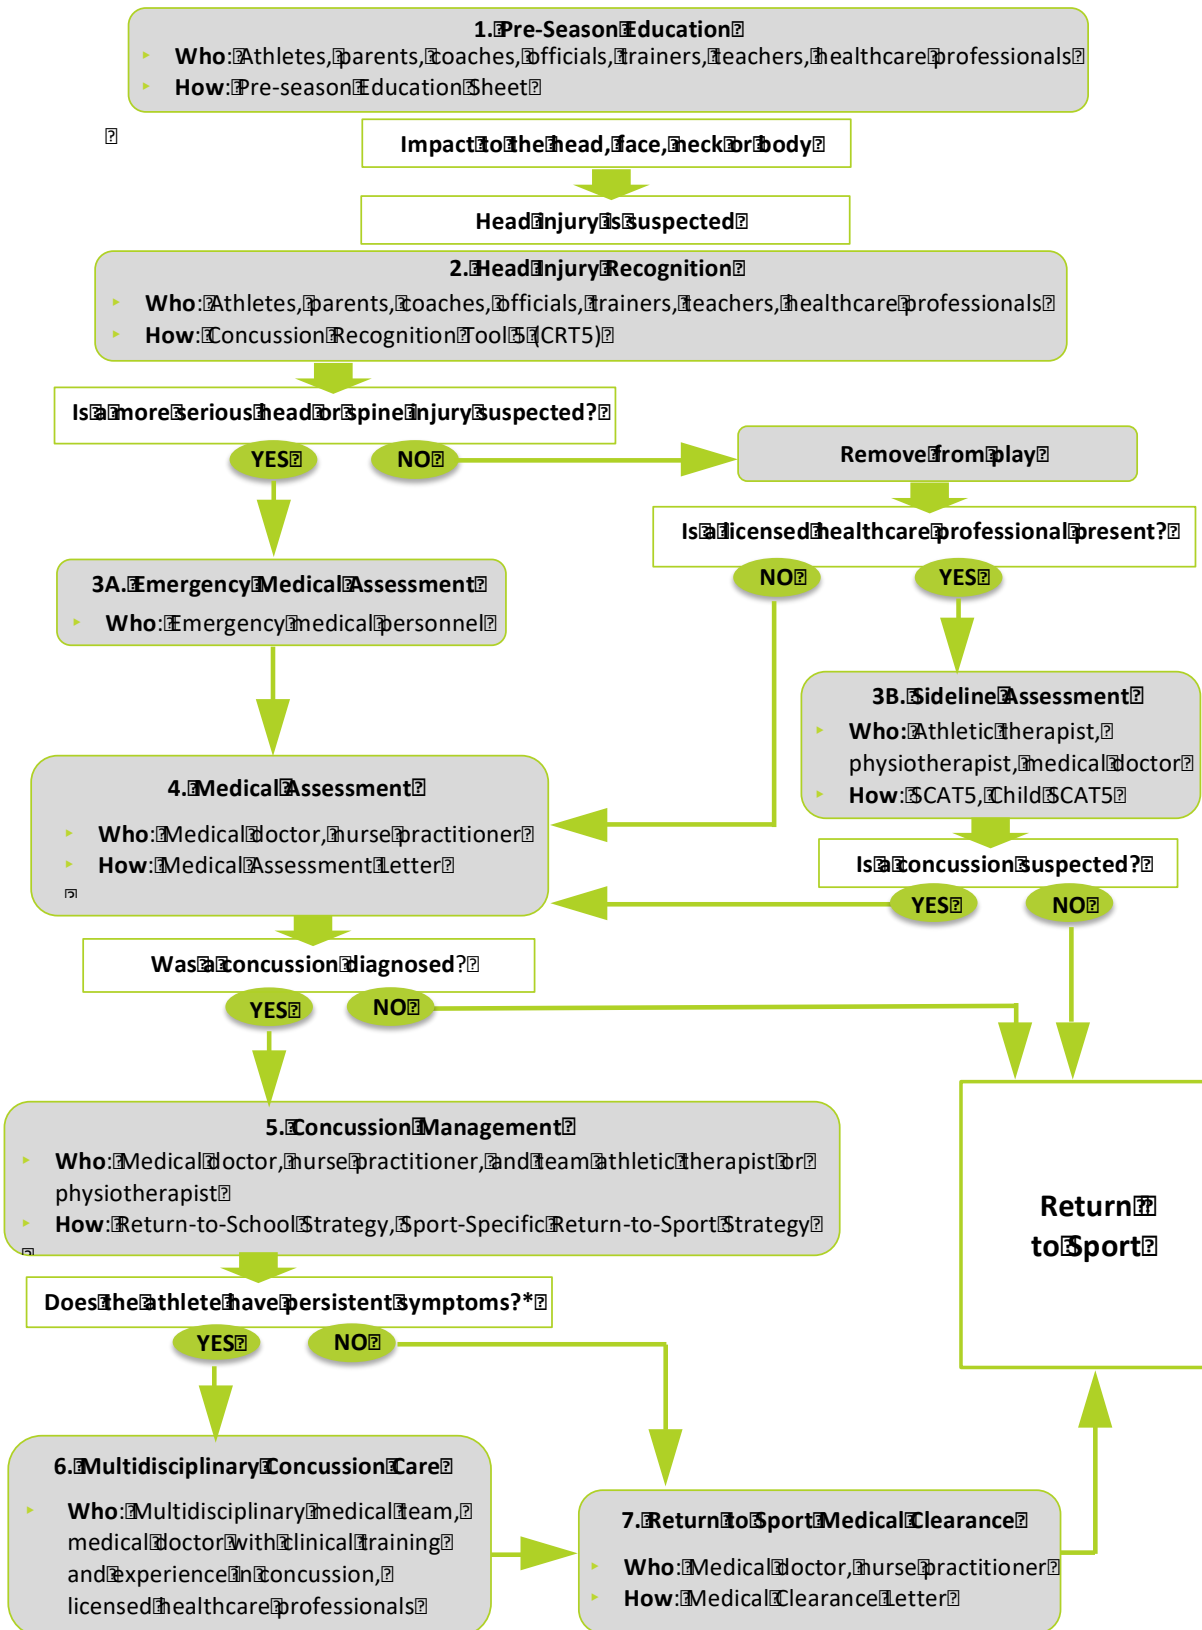 1. Pre-Season Education
Who: Athletes, parents, coaches, officials, trainers, teachers, healthcare professionals
How: Pre-season Education Sheet
Impact to the head, face, neck or body
Head injury is suspected
2. Head Injury Recognition
Who: Athletes, parents, coaches, officials, trainers, teachers, healthcare professionals
How: Concussion Recognition Tool 5 (CRT5)
Is a more serious head or spine injury suspected?
YES
NO
Remove from play
Is a licensed healthcare professional present?
NO
YES
3A. Emergency Medical Assessment
Who: Emergency medical personnel
3B. Sideline Assessment
Who: Athletic therapist,
physiotherapist, medical doctor
How: SCAT5, Child SCAT5
Is a concussion suspected?
YES
NO
4. Medical Assessment
Who: Medical doctor, nurse practitioner
How: Medical Assessment Letter
Was a concussion diagnosed?
YES
NO
5. Concussion Management
Who: Medical doctor, nurse practitioner, and team athletic therapist or
physiotherapist
How: Return-to-School Strategy, Sport-Specific Return-to-Sport Strategy
Does the athlete have persistent symptoms?*
YES
NO
Return
to Sport
6. Multidisciplinary Concussion Care
Who: Multidisciplinary medical team,
medical doctor with clinical training
and experience in concussion,
licensed healthcare professionals
7. Return to Sport Medical Clearance
Who: Medical doctor, nurse practitioner
How: Medical Clearance Letter